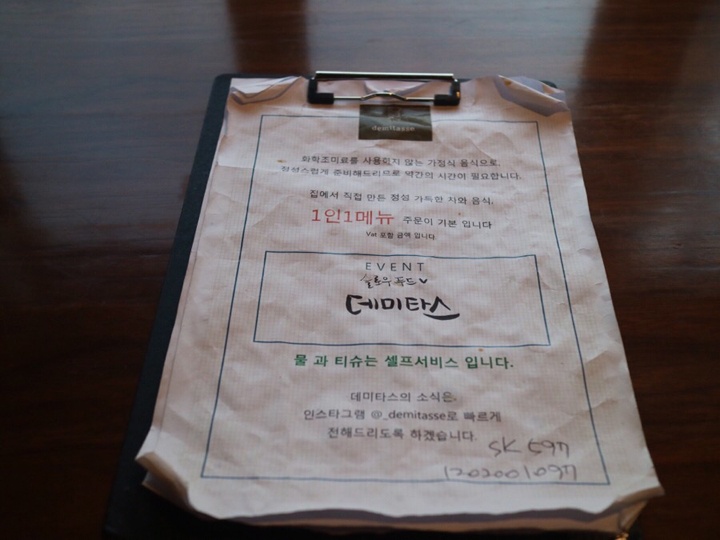 demitasse
화학조미료를 사용하지 않는 가정식 음식으로,
정성스럽게 준비해드리므로 약간의 시간이 필요합니다.
집에서 직접 만든 정성 가득한 차와 음식,
1인1메뉴 주문이 기본 입니다
Vat 포함 금액 입니다
EVENT
슬로우푸드
데미타스
물 과 티슈는 셀프서비스 입니다.
데미타스의 소식은,
인스타그램 @_demitasse로 빠르게
전해드리도록 하겠습니다.